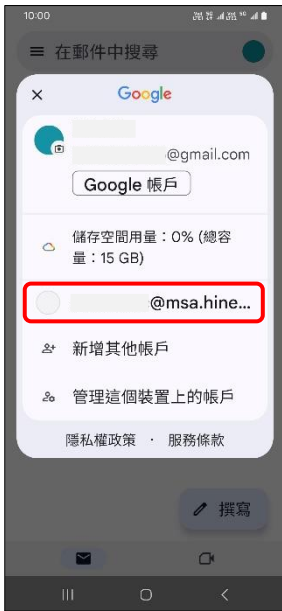 10:00
在郵件中搜尋
Google
@gmail.com
Google 帳戶
儲存空間用量：0% (總容
量：15 GB)
@msa.hine...
新增其他帳戶
管理這個裝置上的帳戶
隱私權政策 · 服務條款
撰寫